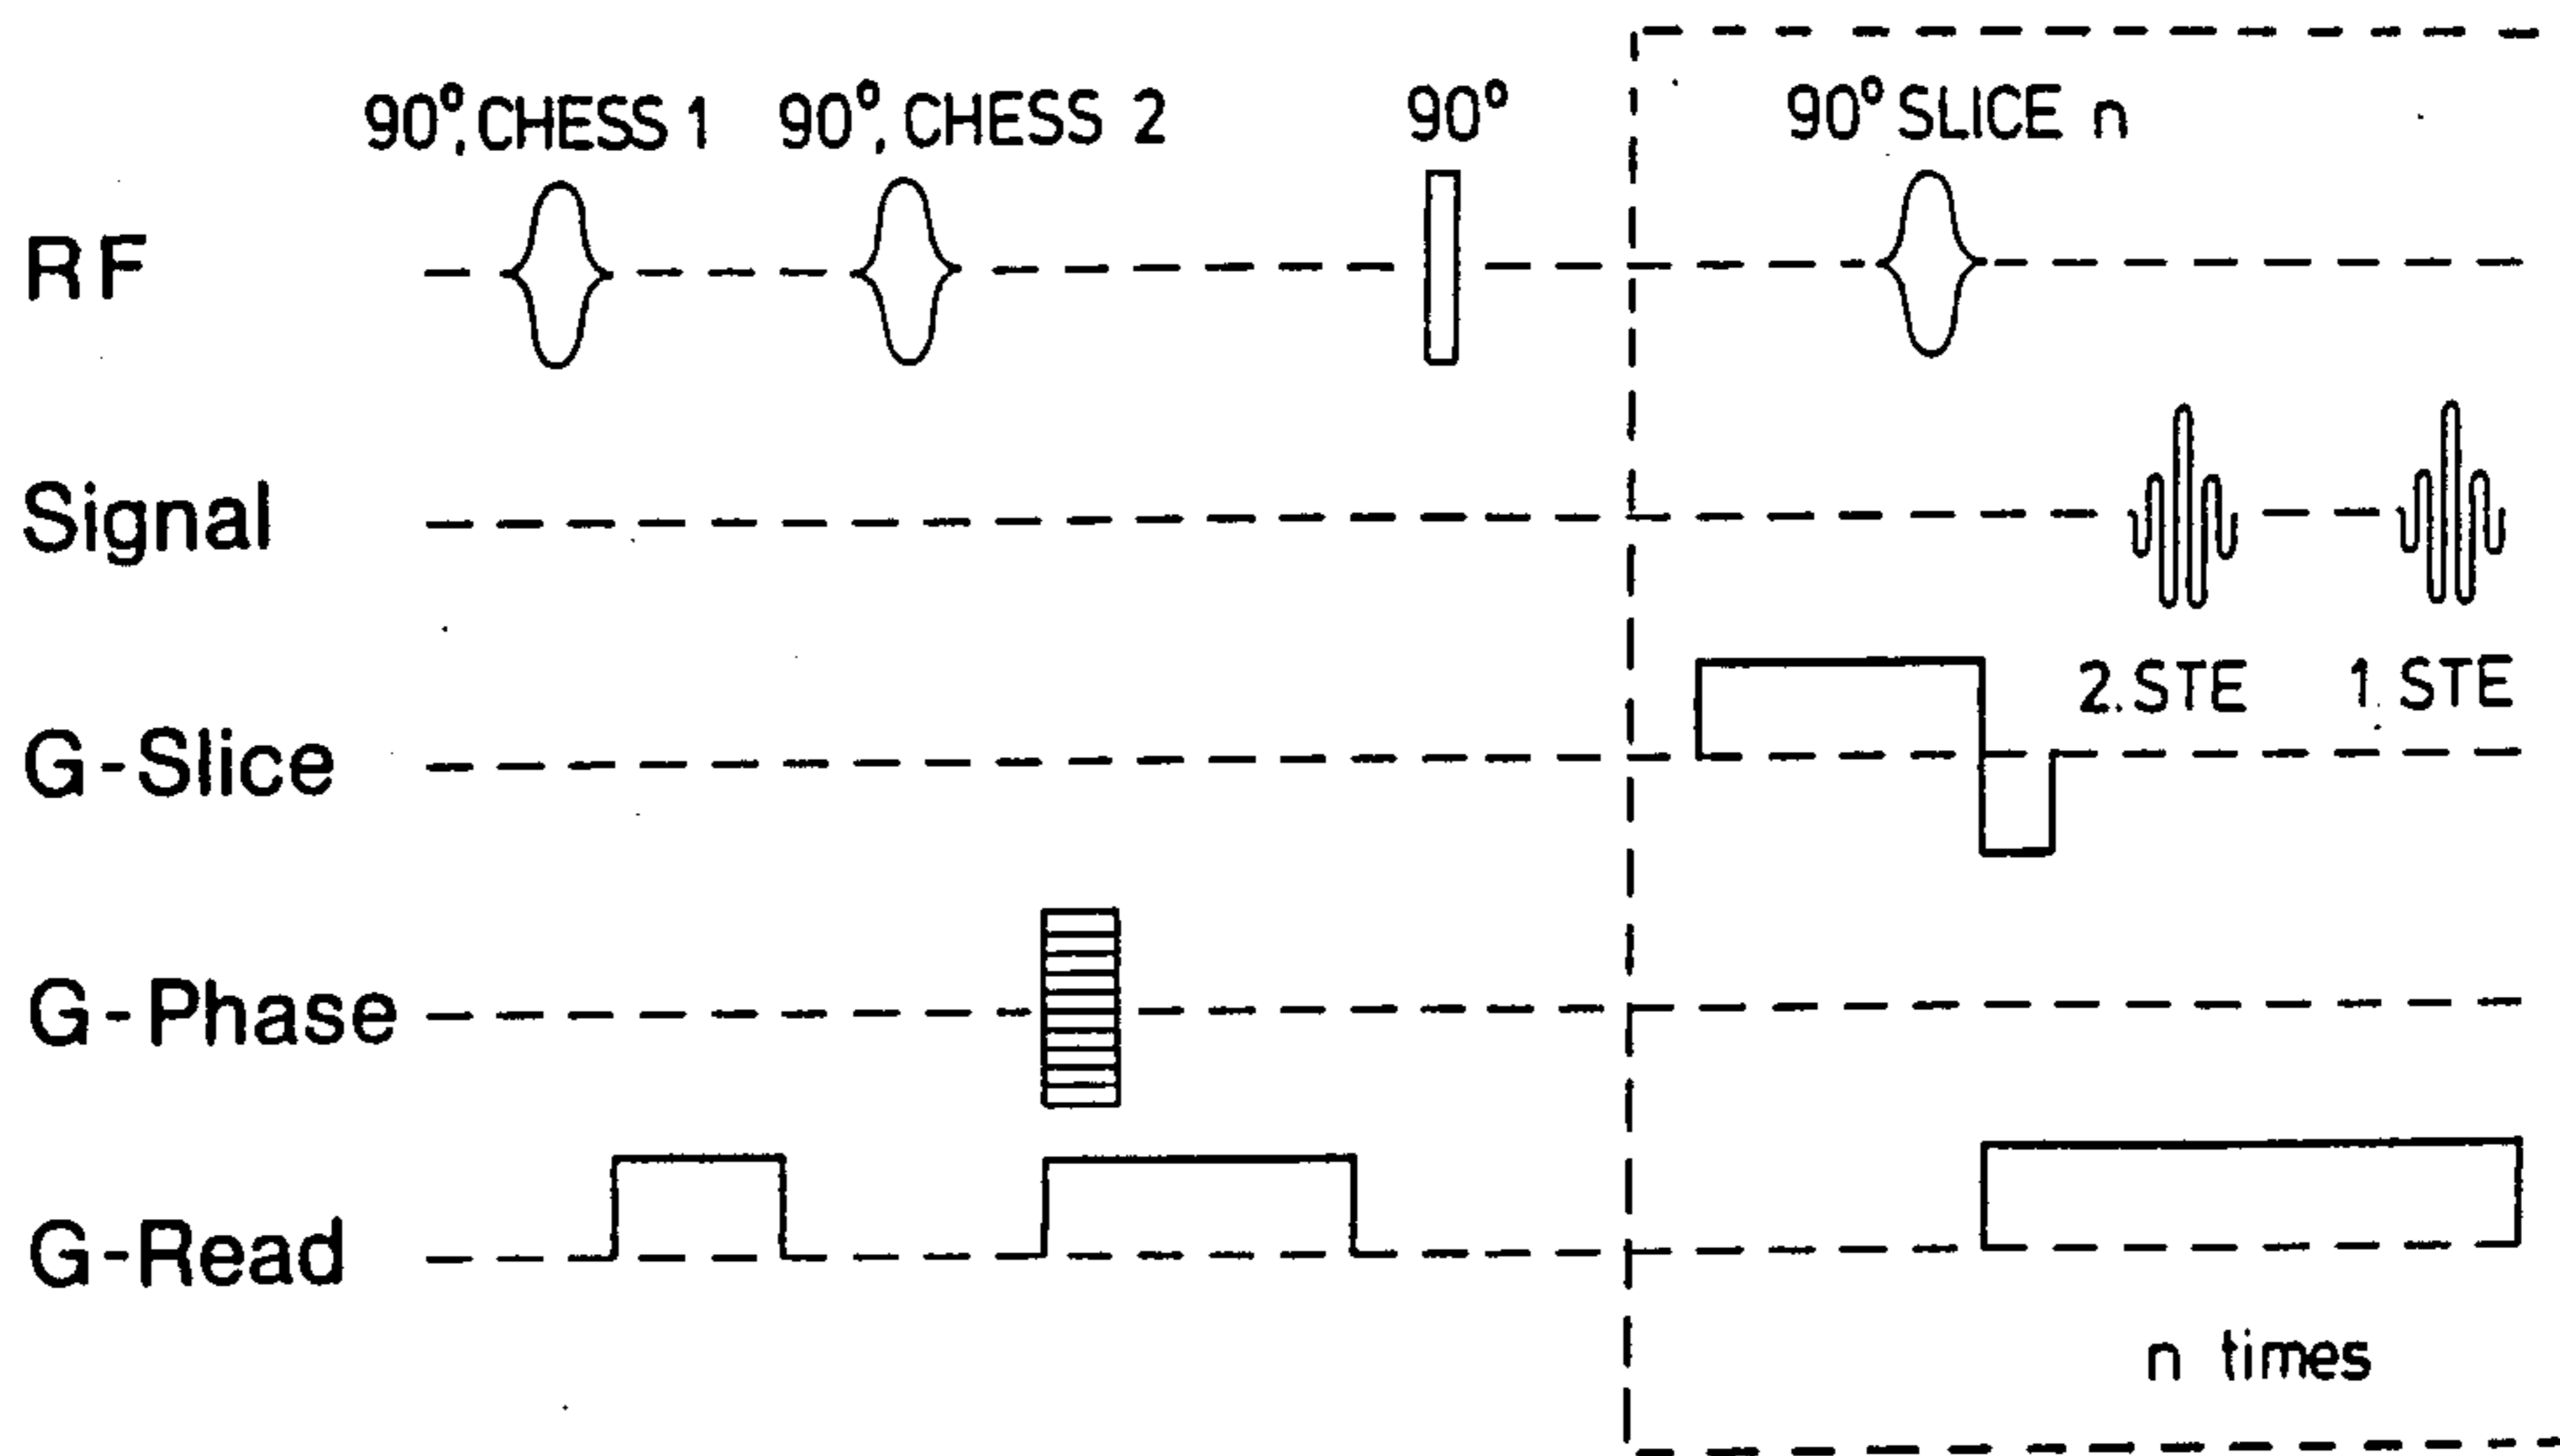 90°, CHESS 1 90°, CHESS 2 90° 90° SLICE n
RF
Signal
2. STE 1. STE
G-Slice
G-Phase
G-Read
n times